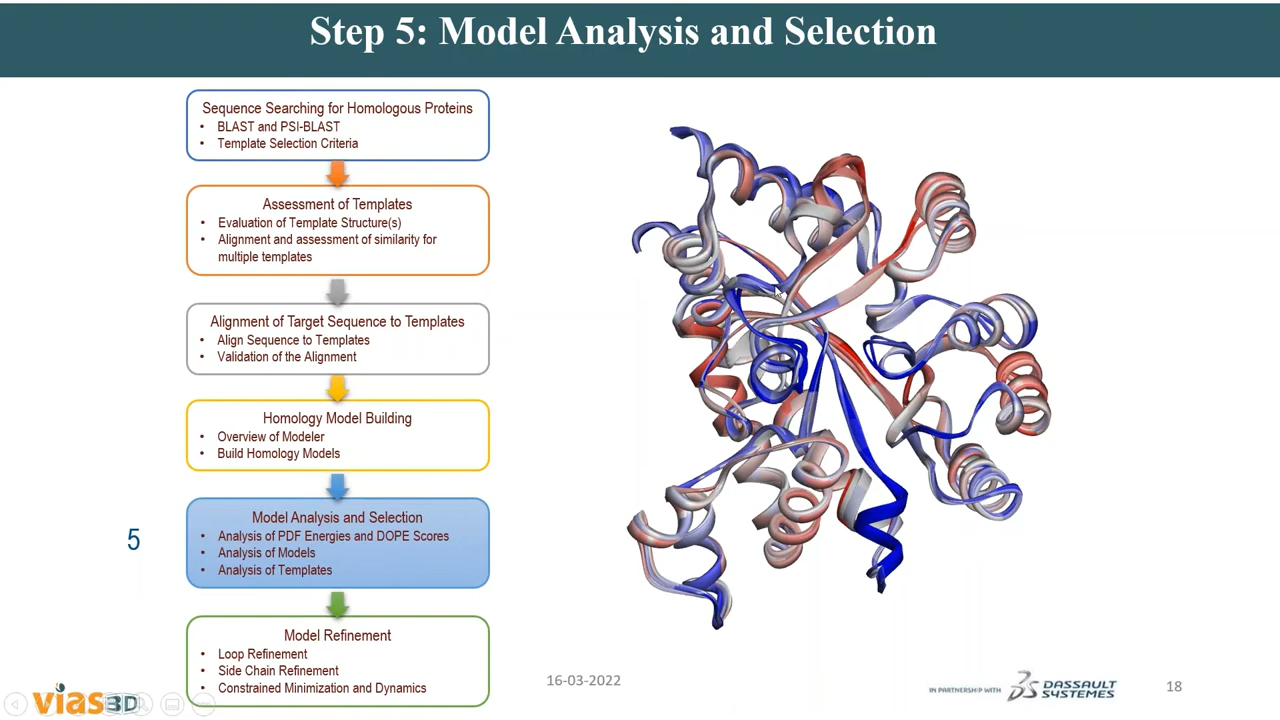 Step 5: Model Analysis and Selection
Sequence Searching for Homologous Proteins
• BLAST and PSI-BLAST
• Template Selection Criteria
Assessment of Templates
• Evaluation of Template Structure(s)
• Alignment and assessment of similarity for
multiple templates
Alignment of Target Sequence to Templates
• Align Sequence to Templates
• Validation of the Alignment
Homology Model Building
• Overview of Modeler
• Build Homology Models
5
Model Analysis and Selection
• Analysis of PDF Energies and DOPE Scores
• Analysis of Models
• Analysis of Templates
Model Refinement
• Loop Refinement
• Side Chain Refinement
• Constrained Minimization and Dynamics
vias3D
16-03-2022
IN PARTNERSHIP WITH
DASSAULT
SYSTEMES
18